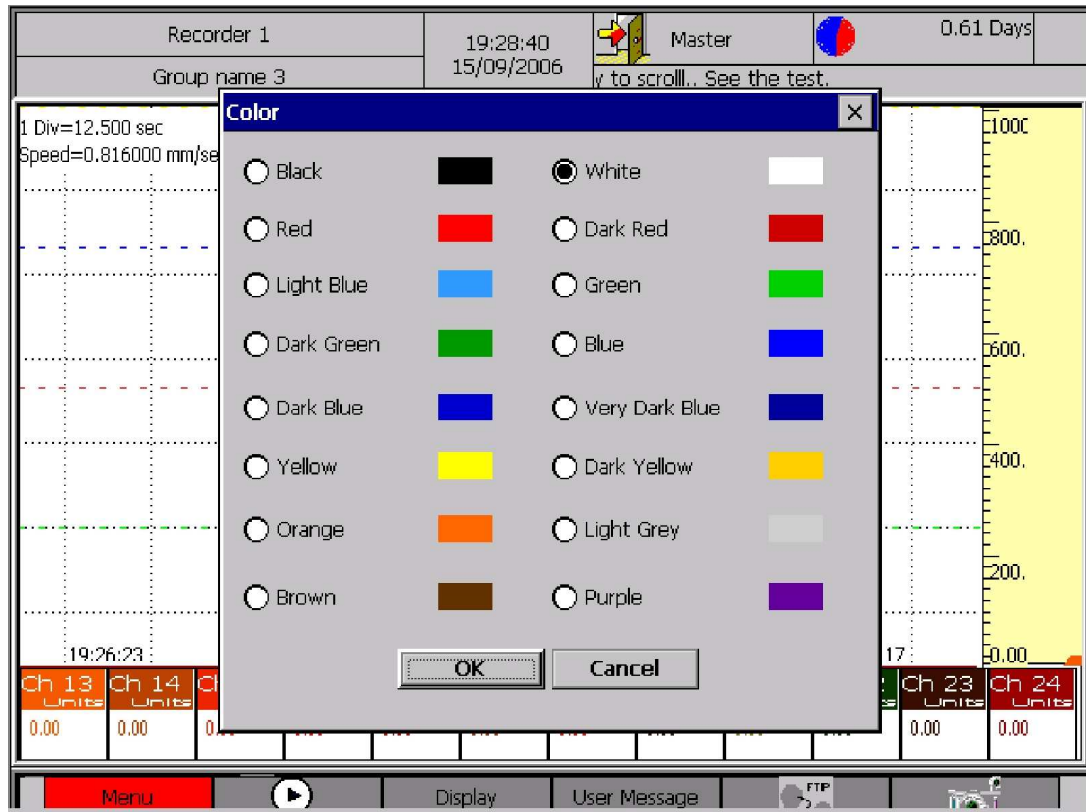 Recorder 1
19:28:40
Master
0.61 Days
Group name 3
15/09/2006
y to scrolll.. See the test.
Color
1 Div=12.500 sec
Speed=0.816000 mm/se
Black
White
Red
Dark Red
Light Blue
Green
Dark Green
Blue
Dark Blue
Very Dark Blue
Yellow
Dark Yellow
Orange
Light Grey
Brown
Purple
OK
Cancel
800.
600.
400.
200.
0.00
19:26:23
17
Ch 13
Units
0.00
Ch 14
Units
0.00
Ch 23
Units
0.00
Ch 24
Units
0.00
Menu
Display
User Message
FTP